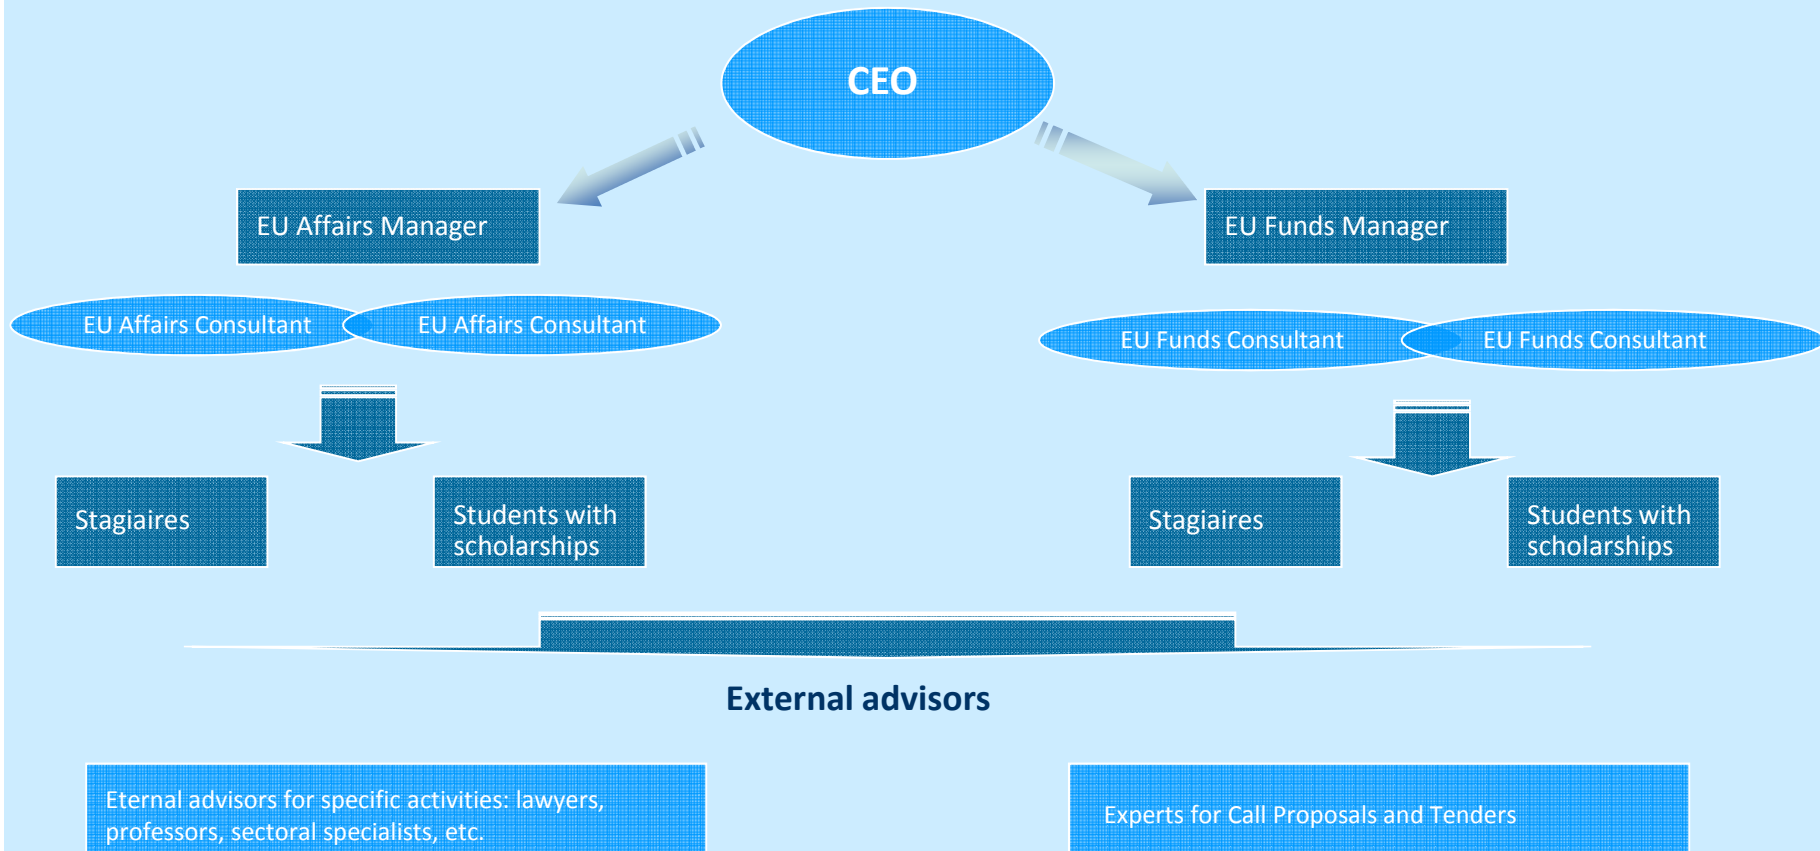 CEO
EU Affairs Manager
EU Funds Manager
EU Affairs Consultant
EU Affairs Consultant
EU Funds Consultant
EU Funds Consultant
Stagiaires
Students with
scholarships
Stagiaires
Students with
scholarships
External advisors
Eternal advisors for specific activities: lawyers,
professors, sectoral specialists, etc.
Experts for Call Proposals and Tenders